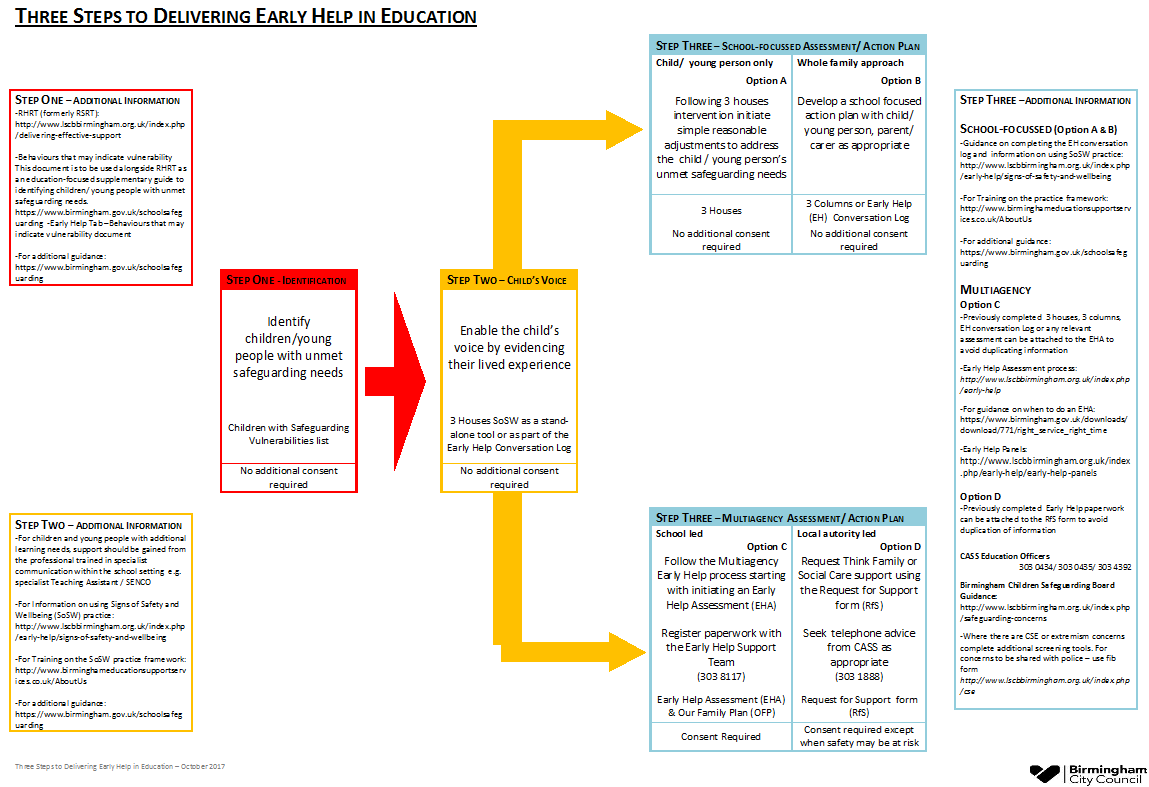 THREE STEPS TO DELIVERING EARLY HELP IN EDUCATION
STEP ONE – ADDITIONAL INFORMATION
-RHRT (formerly RSRT):
http://www.lscbbirmingham.org.uk/index.php
/delivering-effective-support
-Behaviours that may indicate vulnerability
This document is to be used alongside RHRT as
an education-focused supplementary guide to
identifying children/ young people with unmet
safeguarding needs.
https://www.birmingham.gov.uk/schoolsafeg
uarding -Early Help Tab – Behaviours that may
indicate vulnerability document
-For additional guidance:
https://www.birmingham.gov.uk/schoolsafeg
uarding
STEP ONE - IDENTIFICATION
Identify
children/young
people with unmet
safeguarding needs
Children with Safeguarding
Vulnerabilities list
No additional consent
required
STEP TWO – CHILD'S VOICE
Enable the child's
voice by evidencing
their lived experience
3 Houses SoSW as a stand-
alone tool or as part of the
Early Help Conversation Log
No additional consent
required
STEP TWO – ADDITIONAL INFORMATION
-For children and young people with additional
learning needs, support should be gained from
the professional trained in specialist
communication within the school setting e.g.
specialist Teaching Assistant / SENCO
-For Information on using Signs of Safety and
Wellbeing (SoSW) practice:
http://www.lscbbirmingham.org.uk/index.php
/early-help/signs-of-safety-and-wellbeing
-For Training on the SoSW practice framework:
http://www.birminghameducationsupportserv
ices.co.uk/AboutUs
-For additional guidance:
https://www.birmingham.gov.uk/schoolsafeg
uarding
STEP THREE – SCHOOL-FOCUSSED ASSESSMENT/ ACTION PLAN
Child/ young person only
Option A
Following 3 houses
intervention initiate
simple reasonable
adjustments to address
the child / young person's
unmet safeguarding needs
3 Houses
No additional consent
required
Whole family approach
Option B
Develop a school focused
action plan with child/
young person, parent/
carer as appropriate
3 Columns or Early Help
(EH) Conversation Log
No additional consent
required
STEP THREE – MULTIAGENCY ASSESSMENT/ ACTION PLAN
School led
Option C
Follow the Multiagency
Early Help process starting
with initiating an Early
Help Assessment (EHA)
Register paperwork with
the Early Help Support
Team
(303 8117)
Early Help Assessment (EHA)
& Our Family Plan (OFP)
Consent Required
Local autority led
Option D
Request Think Family or
Social Care support using
the Request for Support
form (RfS)
Seek telephone advice
from CASS as
appropriate
(303 1888)
Request for Support form
(RfS)
Consent required except
when safety may be at risk
STEP THREE – ADDITIONAL INFORMATION
SCHOOL-FOCUSSED (Option A & B)
-Guidance on completing the EH conversation
log and information on using SoSW practice:
http://www.lscbbirmingham.org.uk/index.php
/early-help/signs-of-safety-and-wellbeing
-For Training on the practice framework:
http://www.birminghameducationsupportserv
ices.co.uk/AboutUs
-For additional guidance:
https://www.birmingham.gov.uk/schoolsafeg
uarding
MULTIAGENCY
Option C
-Previously completed 3 houses, 3 columns,
EH conversation Log or any relevant
assessment can be attached to the EHA to
avoid duplicating information
-Early Help Assessment process:
http://www.lscbbirmingham.org.uk/index.php
/early-help
-For guidance on when to do an EHA:
https://www.birmingham.gov.uk/downloads/
download/771/right_service_right_time
-Early Help Panels:
http://www.lscbbirmingham.org.uk/index
.php/early-help/early-help-panels
Option D
-Previously completed Early Help paperwork
can be attached to the RfS form to avoid
duplication of information
CASS Education Officers
303 0434/ 303 0435/ 303 4392
Birmingham Children Safeguarding Board
Guidance:
http://www.lscbbirmingham.org.uk/index.php
/safeguarding-concerns
-Where there are CSE or extremism concerns
complete additional screening tools. For
concerns to be shared with police – use fib
form
http://www.lscbbirmingham.org.uk/index.php
/cse
Three Steps to Delivering Early Help in Education – October 2017
Birmingham
City Council